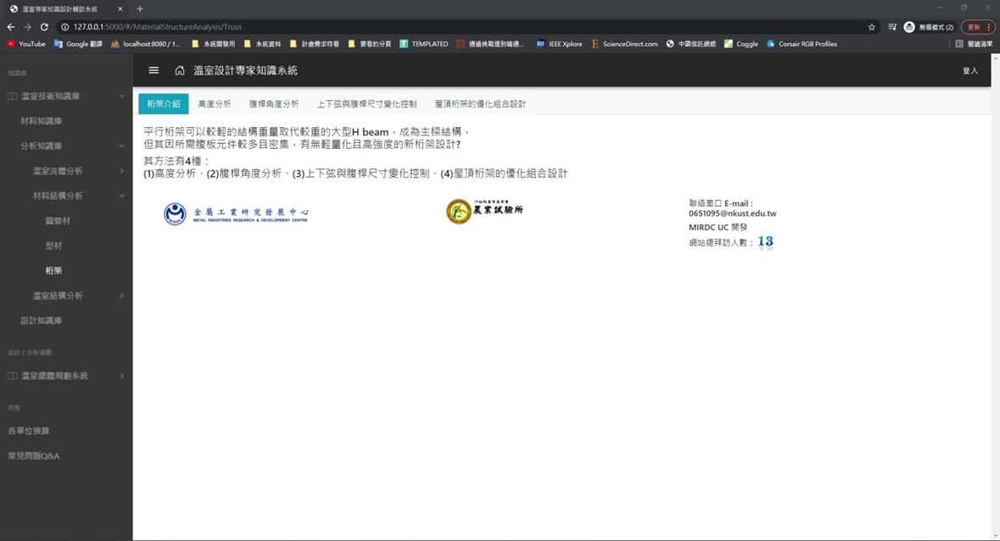 溫室專家知識設計輔助系統
127.0.0.1:5000/#/MaterialStructureAnalysis/Truss
無痕模式 (2)
更新
YouTube
Google 翻譯
localhost:8080 / 1...
系統開發用
系統資料
計畫需求符看
要看的分頁
TEMPLATED
通過挑戰達到精通...
IEEE Xplore
ScienceDirect.com
中霸信託網銀
Coggle
Corsair RGB Profiles
閱讀清單
知識庫
溫室技術知識庫
材料知識庫
分析知識庫
溫室流體分析
材料結構分析
圓管材
型材
桁架
溫室結構分析
設計知識庫
設計 / 分析規劃
溫室總體規劃系統
其他
各單位換算
常見問題Q&A
溫室設計專家知識系統
登入
桁架介紹
高度分析
腹桿角度分析
上下弦與腹桿尺寸變化控制
屋頂桁架的優化組合設計
平行桁架可以較輕的結構重量取代較重的大型H beam，成為主樑結構，
但其因所需腹板元件較多且密集，有無輕量化且高強度的新桁架設計?
其方法有4種：
(1)高度分析、(2)腹桿角度分析、(3)上下弦與腹桿尺寸變化控制、(4)屋頂桁架的優化組合設計
MIRDC
金屬工業研究發展中心
METAL INDUSTRIES RESEARCH & DEVELOPMENT CENTRE
行政院農業委員會
農業試驗所
聯絡窗口 E-mail :
0651095@nkust.edu.tw
MIRDC UC 開發
網站總拜訪人數： 13